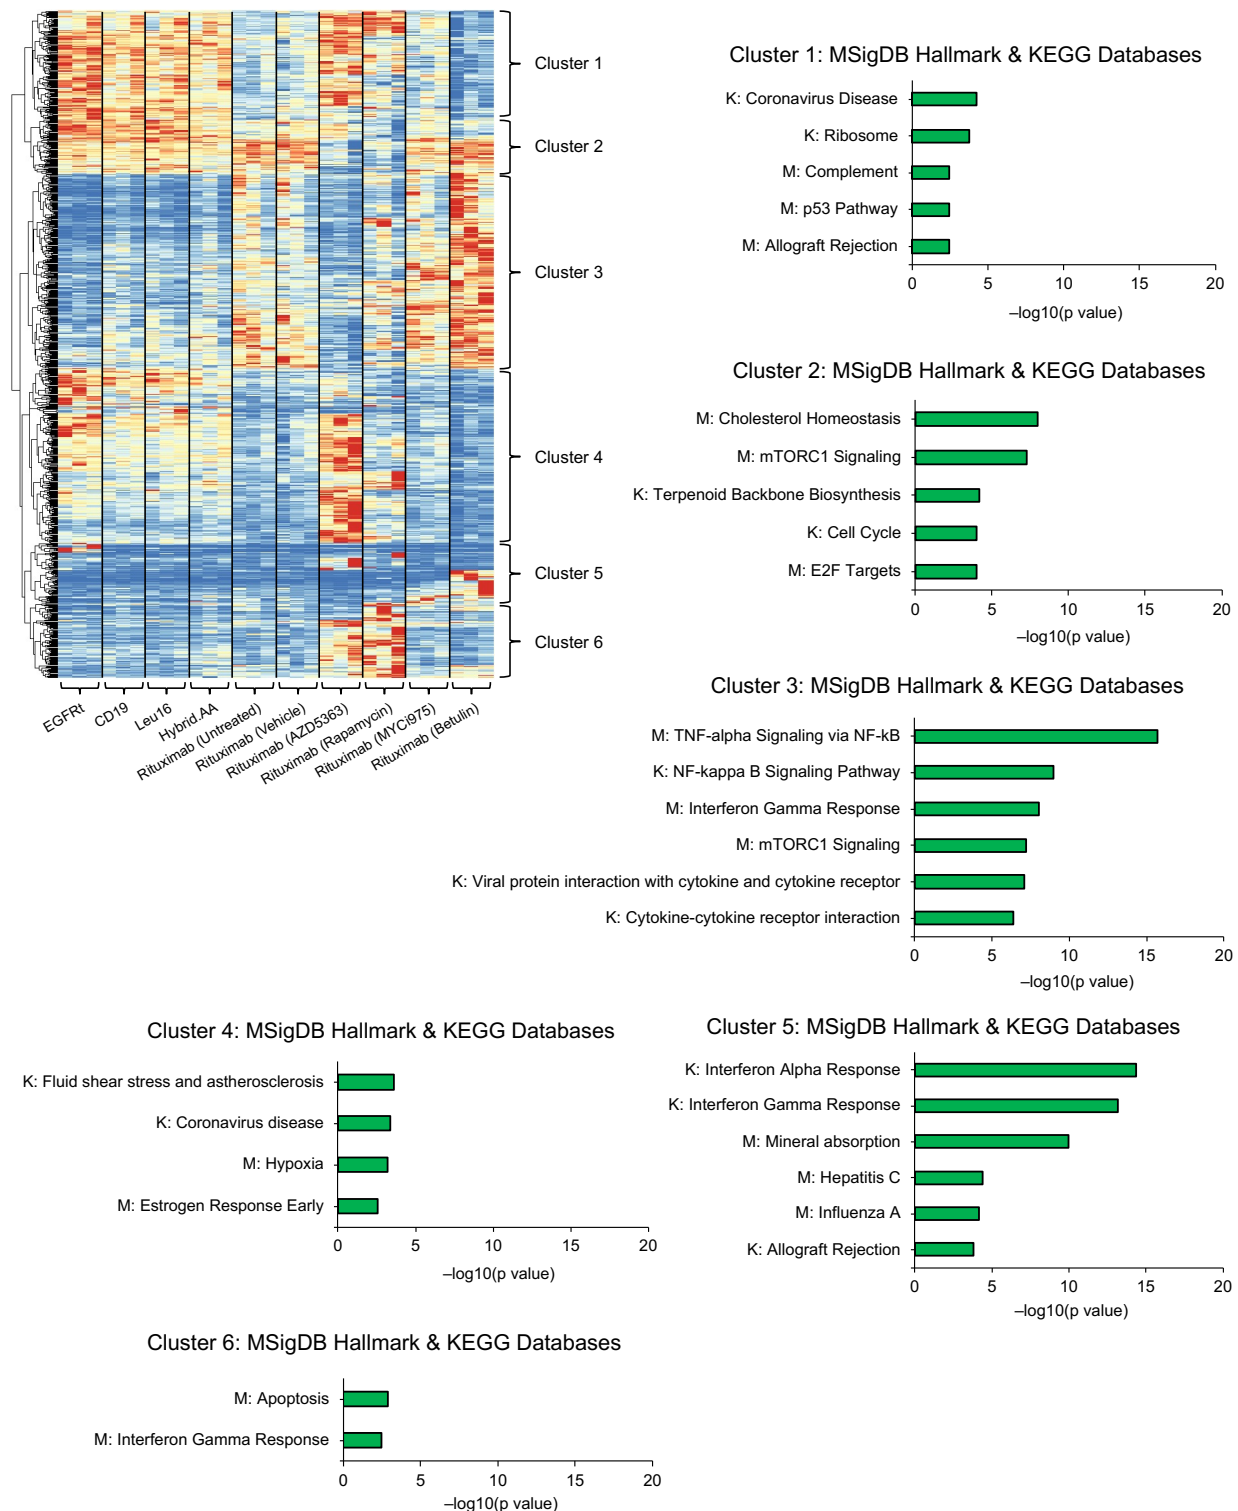 Cluster 1
Cluster 2
Cluster 3
Cluster 4
Cluster 5
Cluster 6
EGFRt
CD19
Leu16
Hybrid.AA
Rituximab (Untreated)
Rituximab (Vehicle)
Rituximab (AZD5363)
Rituximab (Rapamycin)
Rituximab (MYCi975)
Rituximab (Betulin)
Cluster 1: MSigDB Hallmark & KEGG Databases
K: Coronavirus Disease
K: Ribosome
M: Complement
M: p53 Pathway
M: Allograft Rejection
0 5 10 15 20
–log10(p value)
Cluster 2: MSigDB Hallmark & KEGG Databases
M: Cholesterol Homeostasis
M: mTORC1 Signaling
K: Terpenoid Backbone Biosynthesis
K: Cell Cycle
M: E2F Targets
0 5 10 15 20
–log10(p value)
Cluster 3: MSigDB Hallmark & KEGG Databases
M: TNF-alpha Signaling via NF-kB
K: NF-kappa B Signaling Pathway
M: Interferon Gamma Response
M: mTORC1 Signaling
K: Viral protein interaction with cytokine and cytokine receptor
K: Cytokine-cytokine receptor interaction
0 5 10 15 20
–log10(p value)
Cluster 4: MSigDB Hallmark & KEGG Databases
K: Fluid shear stress and astherosclerosis
K: Coronavirus disease
M: Hypoxia
M: Estrogen Response Early
0 5 10 15 20
–log10(p value)
Cluster 5: MSigDB Hallmark & KEGG Databases
K: Interferon Alpha Response
K: Interferon Gamma Response
M: Mineral absorption
M: Hepatitis C
M: Influenza A
K: Allograft Rejection
0 5 10 15 20
–log10(p value)
Cluster 6: MSigDB Hallmark & KEGG Databases
M: Apoptosis
M: Interferon Gamma Response
0 5 10 15 20
–log10(p value)